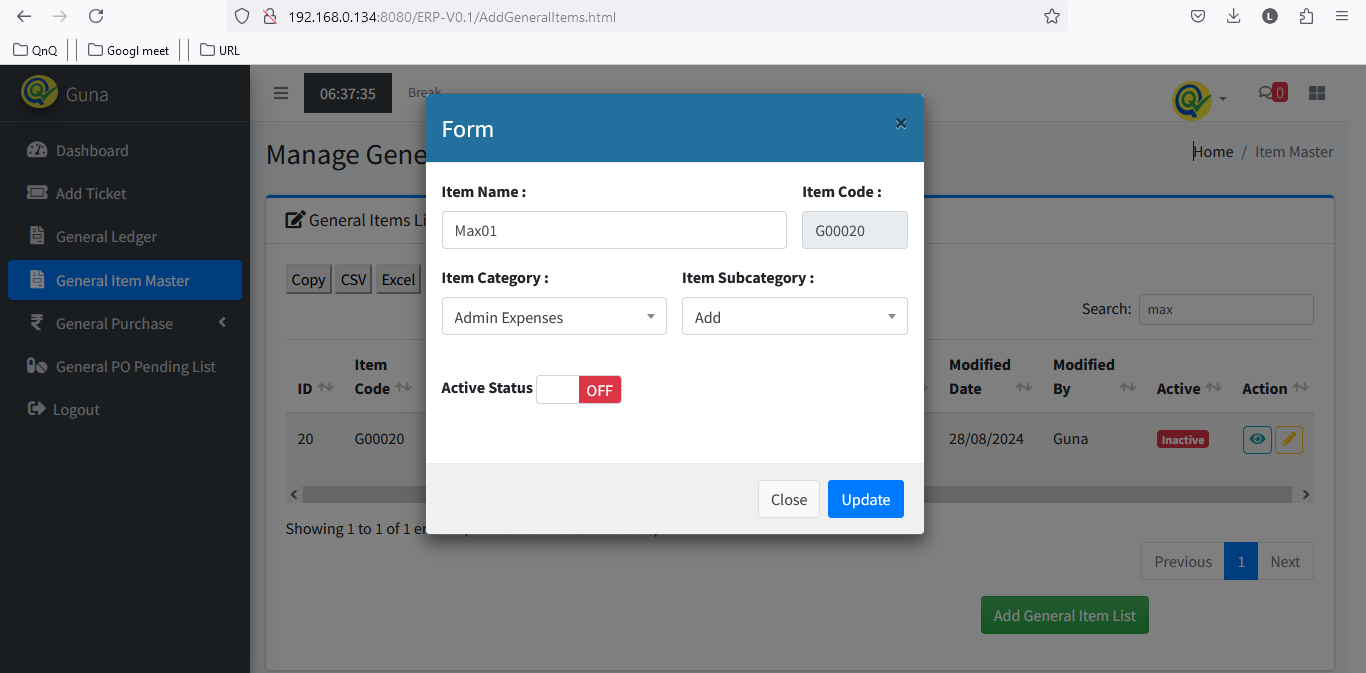 192.168.0.134:8080/ERP-V0.1/AddGeneralItems.html
L
QnQ
Googl meet
URL
Guna
06:37:35
Break
0
Dashboard
Add Ticket
General Ledger
General Item Master
General Purchase
General PO Pending List
Logout
Manage Gene
Home / Item Master
General Items Li
Copy CSV Excel
Search: max
ID
Item Code
Modified Date
Modified By
Active
Action
20 G00020 28/08/2024 Guna Inactive
Showing 1 to 1 of 1 en
Previous 1 Next
Add General Item List
Form
×
Item Name :
Item Code :
Max01
G00020
Item Category :
Item Subcategory :
Admin Expenses
Add
Active Status OFF
Close Update